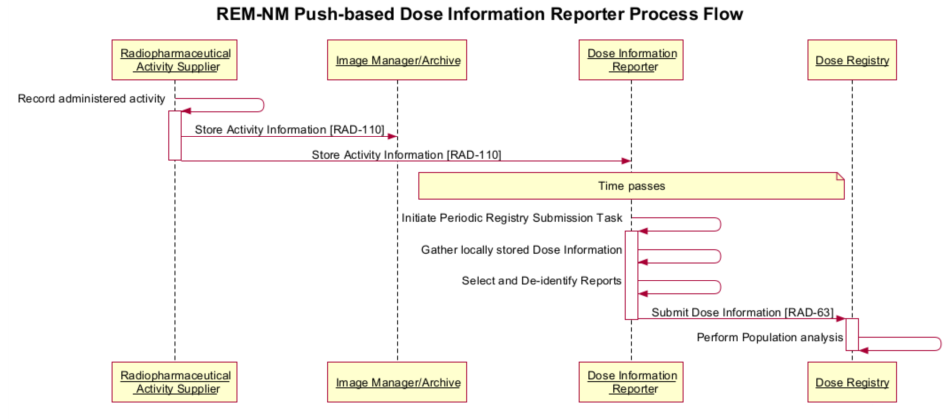 REM-NM Push-based Dose Information Reporter Process Flow
Radiopharmaceutical
Activity Supplier
Image Manager/Archive
Dose Information
Reporter
Dose Registry
Record administered activity
Store Activity Information [RAD-110]
Store Activity Information [RAD-110]
Time passes
Initiate Periodic Registry Submission Task
Gather locally stored Dose Information
Select and De-identify Reports
Submit Dose Information [RAD-63]
Perform Population analysis
Radiopharmaceutical
Activity Supplier
Image Manager/Archive
Dose Information
Reporter
Dose Registry